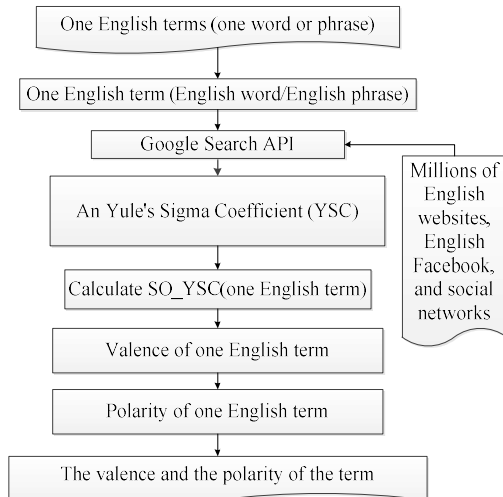 One English terms (one word or phrase)
One English term (English word/English phrase)
Google Search API
Millions of
English
websites,
English
Facebook,
and social
networks
An Yule's Sigma Coefficient (YSC)
Calculate SO_YSC(one English term)
Valence of one English term
Polarity of one English term
The valence and the polarity of the term